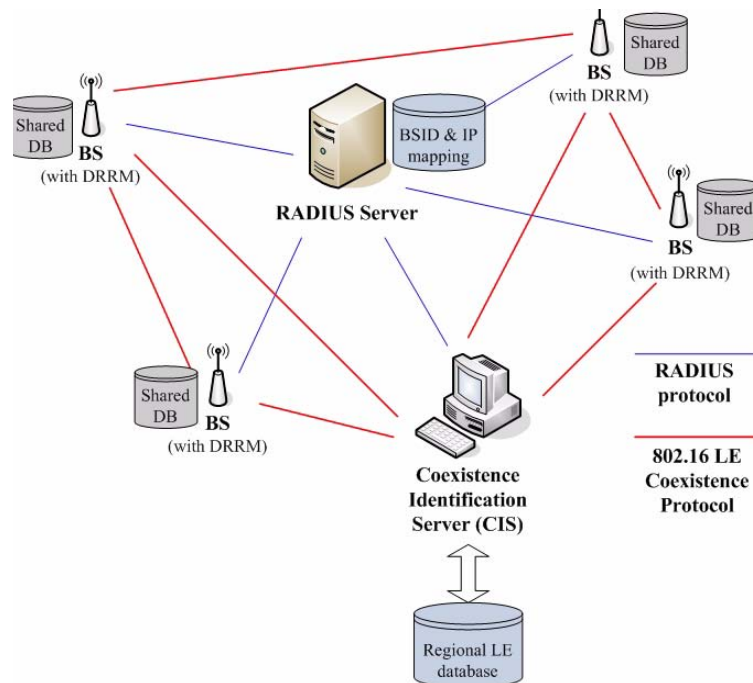 Shared
DB
BS
(with DRRM)
Shared
DB
BS
(with DRRM)
BSID & IP
mapping
RADIUS Server
Shared
DB
BS
(with DRRM)
Shared
DB
BS
(with DRRM)
RADIUS
protocol
802.16 LE
Coexistence
Protocol
Coexistence
Identification
Server (CIS)
Regional LE
database